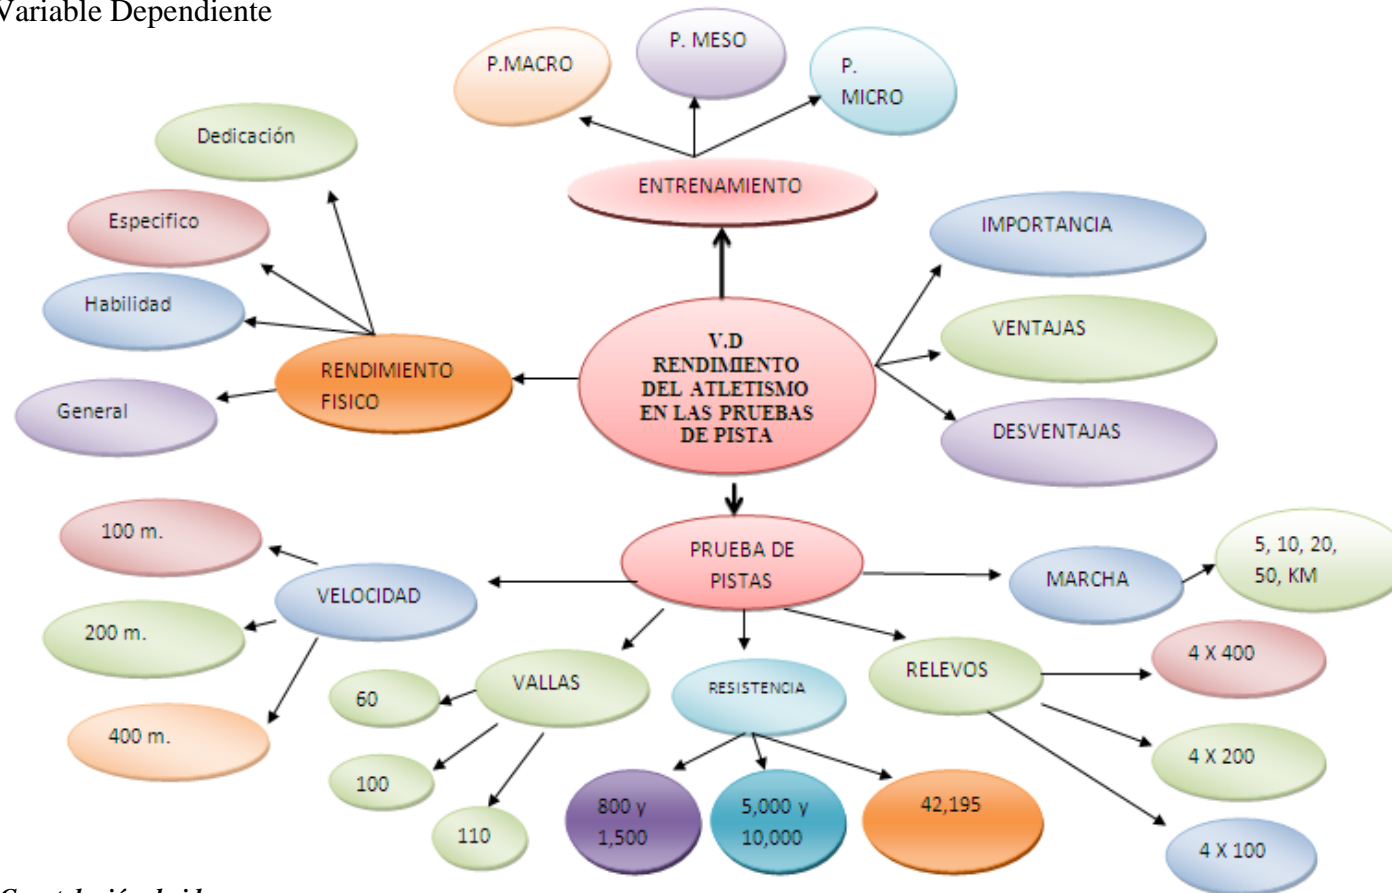 Variable Dependiente
P.MACRO
P. MESO
P.
MICRO
ENTRENAMIENTO
Dedicación
Especifico
Habilidad
General
RENDIMIENTO
FISICO
V.D
RENDIMIENTO
DEL ATLETISMO
EN LAS PRUEBAS
DE PISTA
IMPORTANCIA
VENTAJAS
DESVENTAJAS
PRUEBA DE
PISTAS
VELOCIDAD
100 m.
200 m.
400 m.
VALLAS
60
100
110
RESISTENCIA
800 y
1,500
5,000 y
10,000
42,195
RELEVOS
4 X 400
4 X 200
4 X 100
MARCHA
5, 10, 20,
50, KM